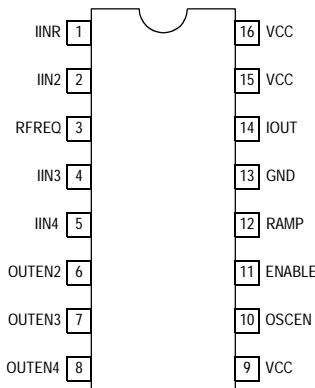 IINR 1 16 VCC
IIN2 2 15 VCC
RFREQ 3 14 IOUT
IIN3 4 13 GND
IIN4 5 12 RAMP
OUTEN2 6 11 ENABLE
OUTEN3 7 10 OSCEN
OUTEN4 8 9 VCC